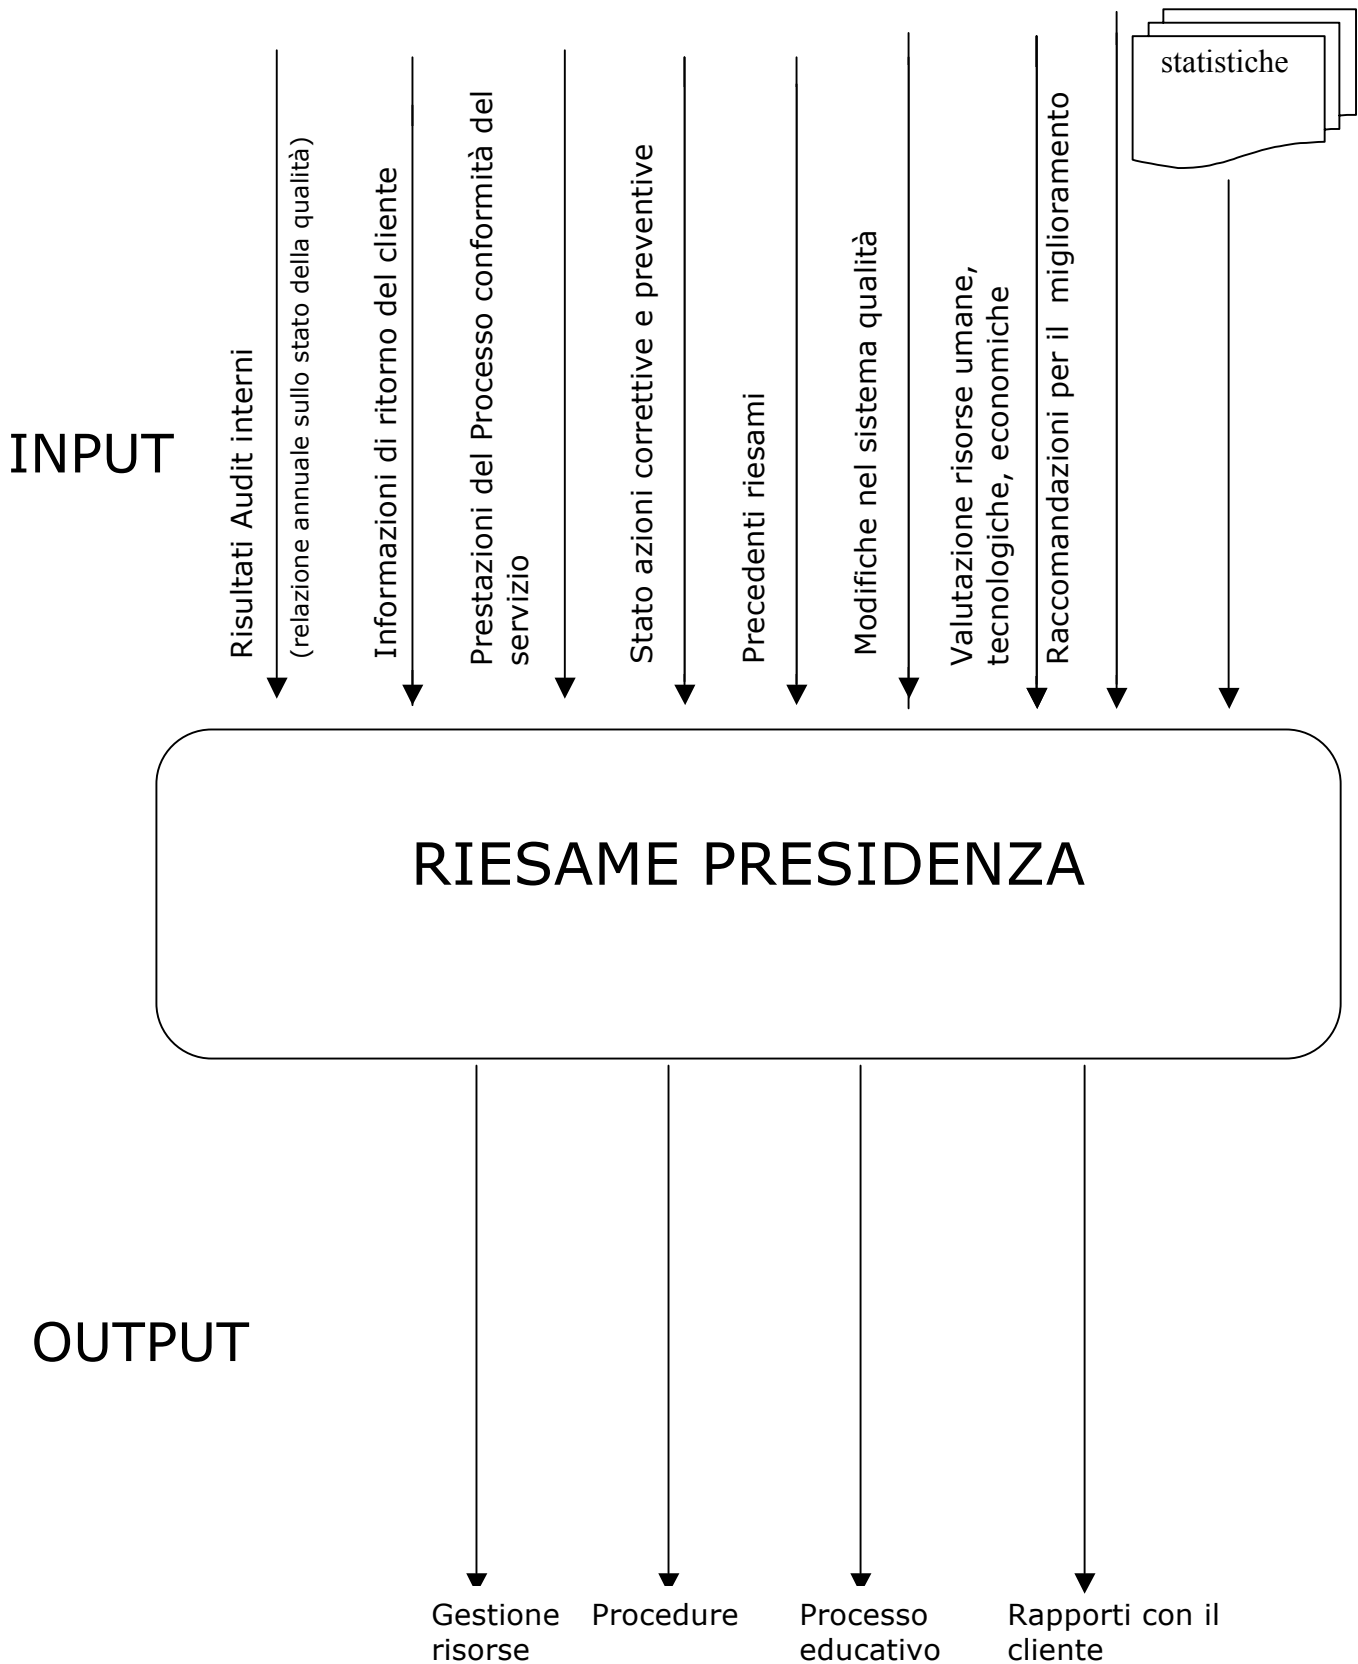 statistiche
Risultati Audit interni
(relazione annuale sullo stato della qualità)
Informazioni di ritorno del cliente
Prestazioni del Processo conformità del
servizio
Stato azioni correttive e preventive
Precedenti riesami
Modifiche nel sistema qualità
Valutazione risorse umane,
tecnologiche, economiche
Raccomandazioni per il miglioramento
INPUT
RIESAME PRESIDENZA
OUTPUT
Gestione
risorse
Procedure
Processo
educativo
Rapporti con il
cliente